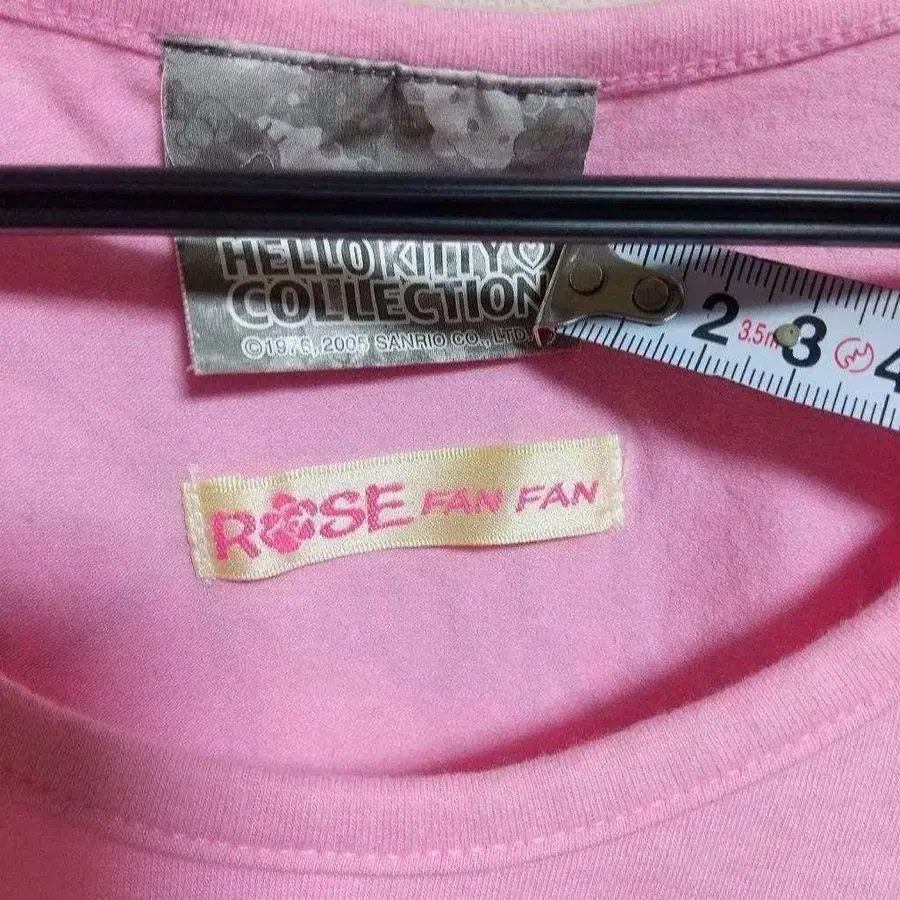 HELLO KITTY
COLLECTION
©1976, 2005 SANRIO CO., LTD.
2 3.5m 3 4
ROSE FAN FAN